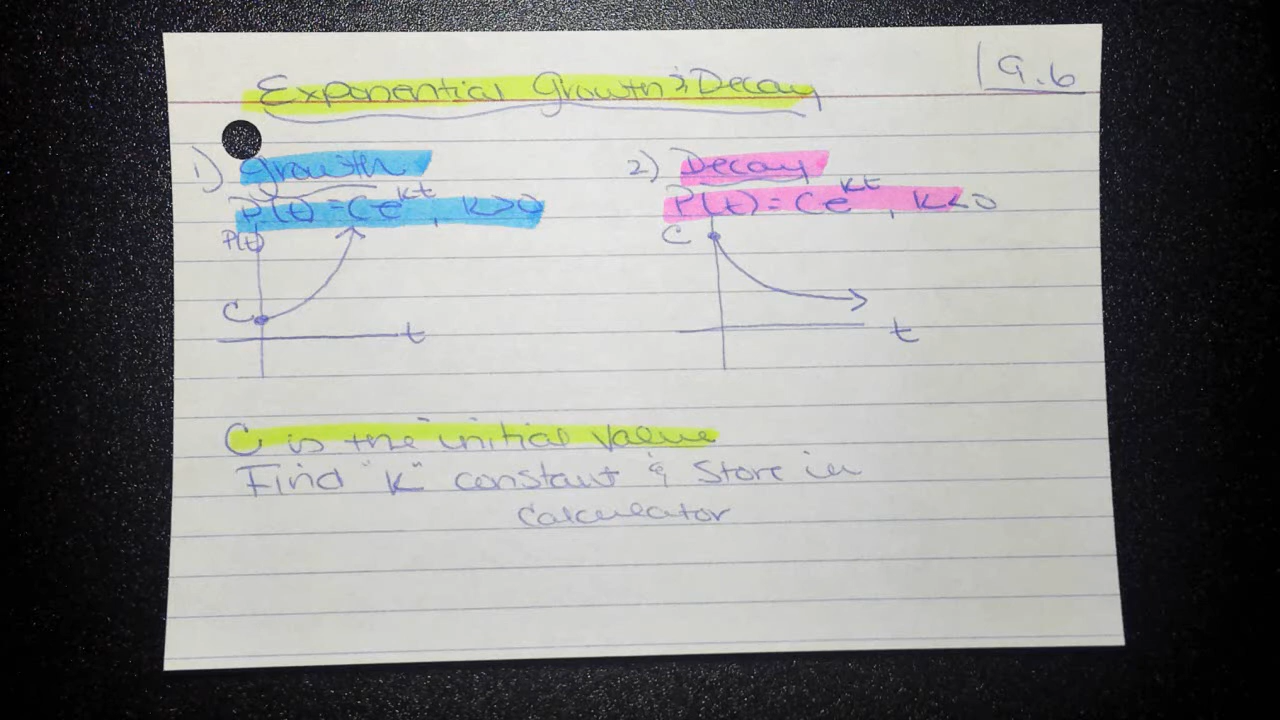 Exponential Growth & Decay
9.6
1) Growth
P(t) = Ce^kt, K>0
P(t)
C
t
2) Decay
P(t) = Ce^kt, K<0
C
t
C is the initial value
Find "K" constant & Store in
calculator